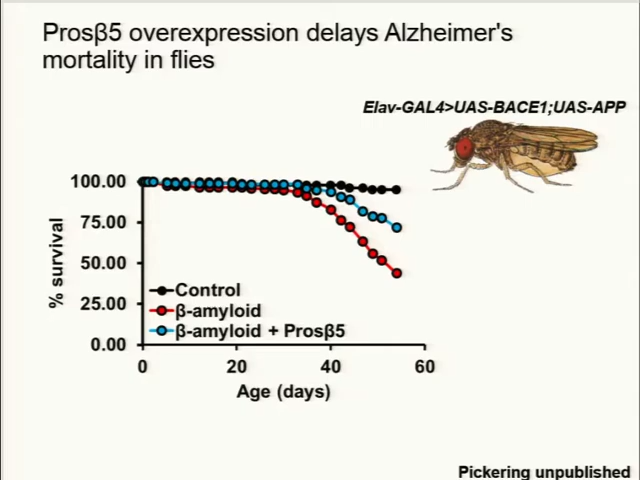 Prosβ5 overexpression delays Alzheimer's
mortality in flies
Elav-GAL4>UAS-BACE1;UAS-APP
100.00
75.00
50.00
25.00
0.00
% survival
Control
β-amyloid
β-amyloid + Prosβ5
0 20 40 60
Age (days)
Pickering unpublished